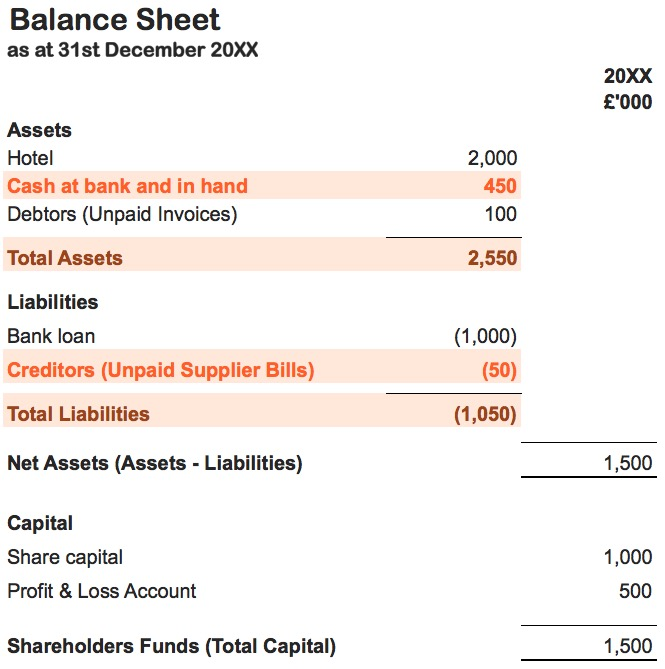 Balance Sheet
as at 31st December 20XX
20XX
£'000
Assets
Hotel 2,000
Cash at bank and in hand 450
Debtors (Unpaid Invoices) 100
Total Assets 2,550
Liabilities
Bank loan (1,000)
Creditors (Unpaid Supplier Bills) (50)
Total Liabilities (1,050)
Net Assets (Assets - Liabilities) 1,500
Capital
Share capital 1,000
Profit & Loss Account 500
Shareholders Funds (Total Capital) 1,500